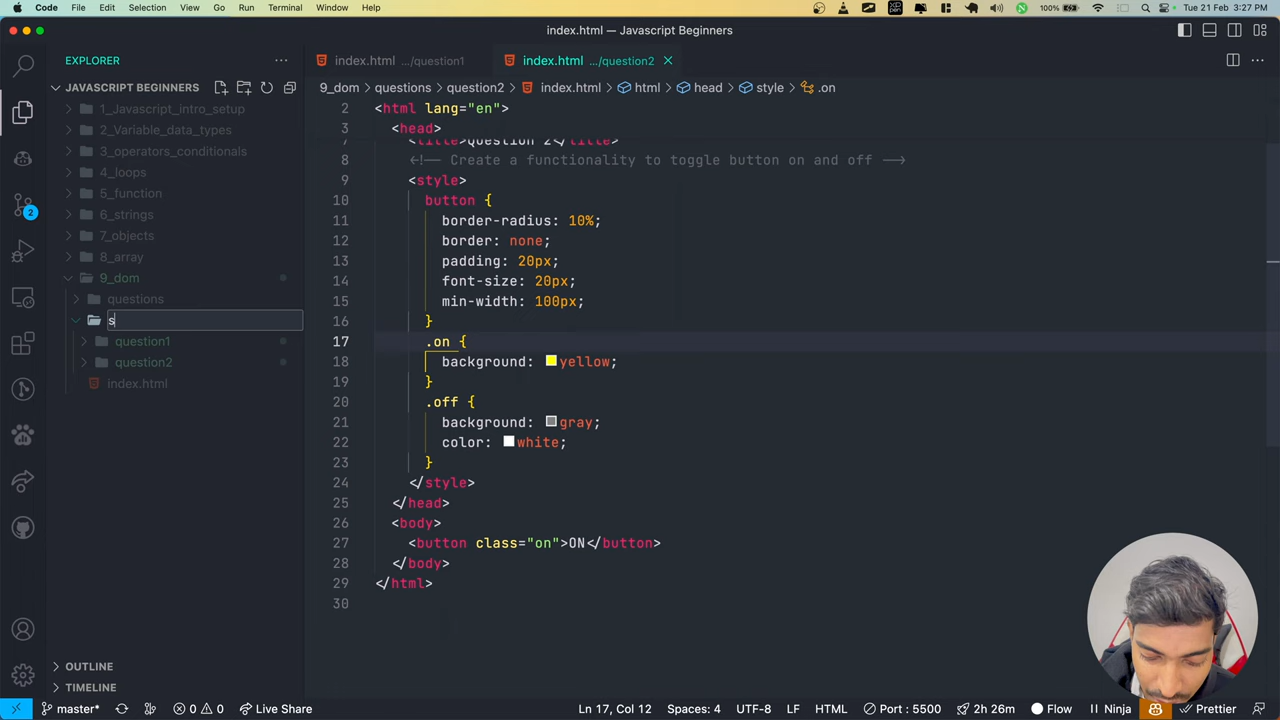 Code File Edit Selection View Go Run Terminal Window Help 100% Tue 21 Feb 3:27 PM
index.html — Javascript Beginners
EXPLORER
index.html .../question1
index.html .../question2
JAVASCRIPT BEGINNERS
9_dom > questions > question2 > index.html > html > head > style > .on
1_Javascript_intro_setup
2_Variable_data_types
3_operators_conditionals
4_loops
5_function
6_strings
7_objects
8_array
9_dom
questions
s
question1
question2
index.html
2 <html lang="en">
3 <head>
<title>Question 2</title>
8 <!-- Create a functionality to toggle button on and off -->
9 <style>
10 button {
11 border-radius: 10%;
12 border: none;
13 padding: 20px;
14 font-size: 20px;
15 min-width: 100px;
16 }
17 .on {
18 background: yellow;
19 }
20 .off {
21 background: gray;
22 color: white;
23 }
24 </style>
25 </head>
26 <body>
27 <button class="on">ON</button>
28 </body>
29 </html>
30
2
OUTLINE
TIMELINE
master* 0 0 Live Share Ln 17, Col 12 Spaces: 4 UTF-8 LF HTML Port : 5500 2h 26m Flow Ninja Prettier